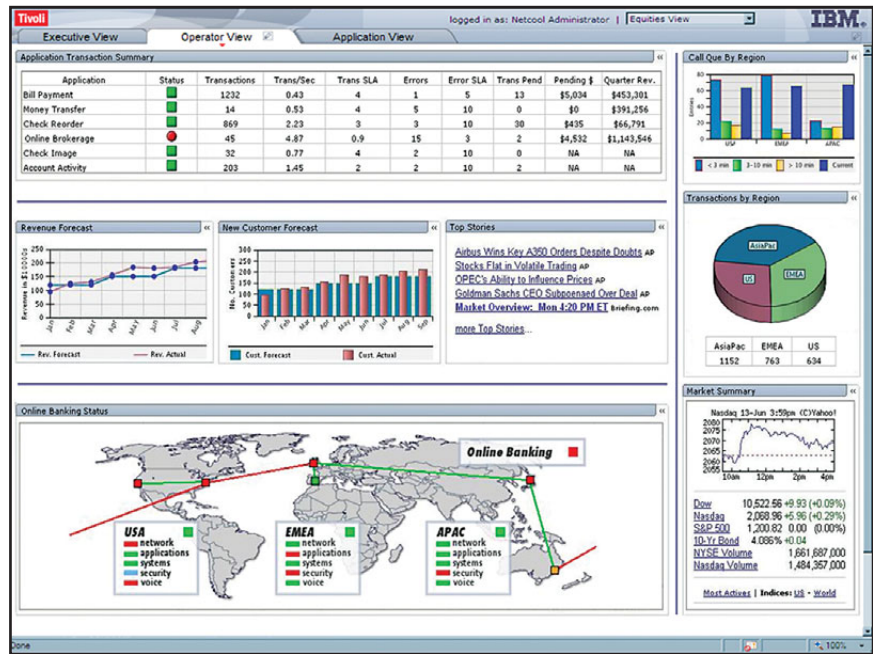 Tivoli
logged in as: Netcool Administrator | Equities View
IBM.
Executive View Operator View Application View
Application Transaction Summary
Application Status Transactions Trans/Sec Trans SLA Errors Error SLA Trans Pend Pending $ Quarter Rev.
Bill Payment 1232 0.43 4 1 5 13 $5,034 $453,301
Money Transfer 14 0.53 4 5 10 0 $0 $391,256
Check Reorder 869 2.23 3 3 10 30 $435 $66,791
Online Brokerage 45 4.87 0.9 15 3 2 $4,532 $1,143,546
Check Image 32 0.77 4 2 10 0 NA NA
Account Activity 203 1.45 2 2 10 2 NA NA
Call Que By Region
Entries
80
60
40
20
0
USA EMEA APAC
< 3 min 3-10 min > 10 min Current
Revenue Forecast
Revenue in $1000s
250
200
150
100
50
0
Jan Feb Mar Apr May Jun Jul Aug
Rev. Forecast Rev. Actual
New Customer Forecast
No. Customers
300
250
200
150
100
50
0
Jan Feb Mar Apr May Jun Jul Aug Sep
Cust. Forecast Cust. Actual
Top Stories
Airbus Wins Key A350 Orders Despite Doubts AP
Stocks Flat in Volatile Trading AP
OPEC's Ability to Influence Prices AP
Goldman Sachs CEO Subpoenaed Over Deal AP
Market Overview: Mon 4:20 PM ET Briefing.com
more Top Stories...
Transactions by Region
AsiaPac
US
EMEA
AsiaPac EMEA US
1152 763 634
Online Banking Status
Online Banking
USA
network
applications
systems
security
voice
EMEA
network
applications
systems
security
voice
APAC
network
applications
systems
security
voice
Market Summary
Nasdaq 13-Jun 3:59pm (C)Yahoo!
2080
2075
2070
2065
2060
2055
10am 12pm 2pm 4pm
Dow 10,522.56 +9.93 (+0.09%)
Nasdaq 2,068.96 +5.96 (+0.29%)
S&P 500 1,200.82 0.00 (0.00%)
10-Yr Bond 4.086% +0.04
NYSE Volume 1,661,687,000
Nasdaq Volume 1,484,357,000
Most Actives | Indices: US - World
Done
100%